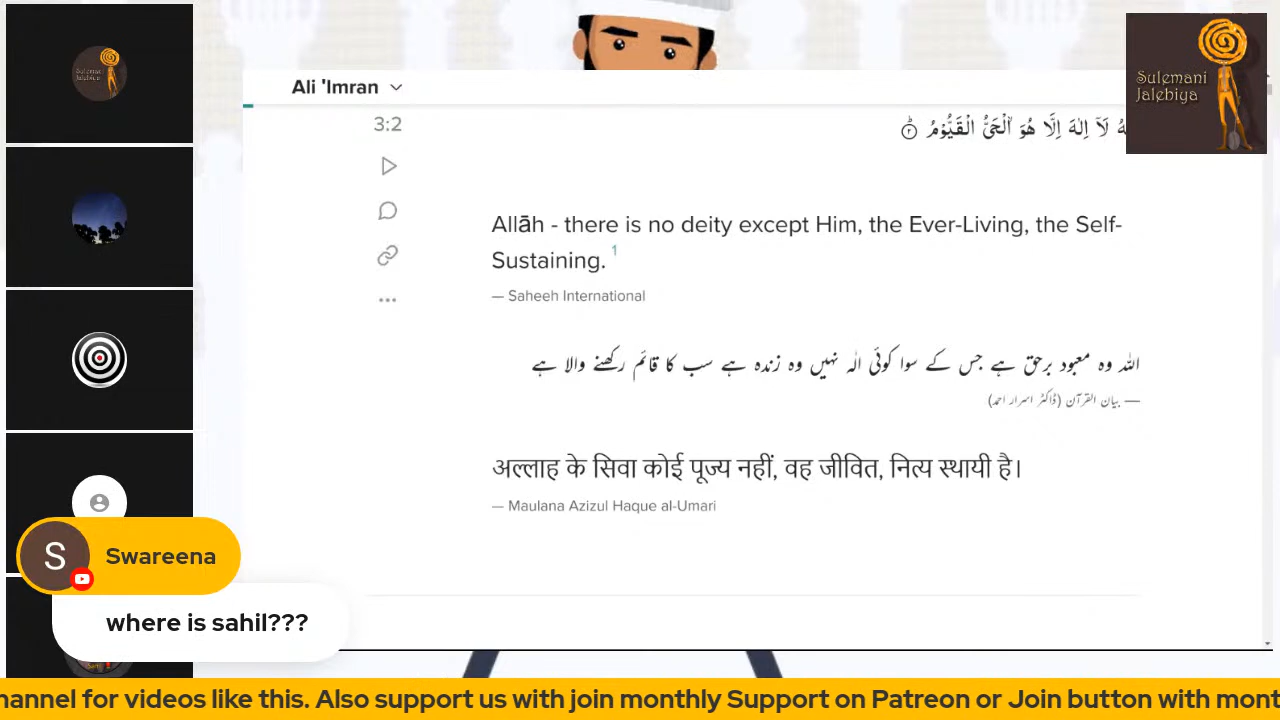 Sulemani
Jalebiya
Ali 'Imran
Sulemani
Jalebiya
3:2
لَآ اِلٰهَ اِلَّا هُوَ الْحَيُّ الْقَيُّوْمُ ۟ؕ
Allāh - there is no deity except Him, the Ever-Living, the Self-
Sustaining. 1
— Saheeh International
اللہ وہ معبود برحق ہے جس کے سوا کوئی الٰہ نہیں وہ زندہ ہے سب کا قائم رکھنے والا ہے
— بیان القرآن (ڈاکٹر اسرار احمد)
अल्लाह के सिवा कोई पूज्य नहीं, वह जीवित, नित्य स्थायी है।
— Maulana Azizul Haque al-Umari
S
Swareena
where is sahil???
hannel for videos like this. Also support us with join monthly Support on Patreon or Join button with mont